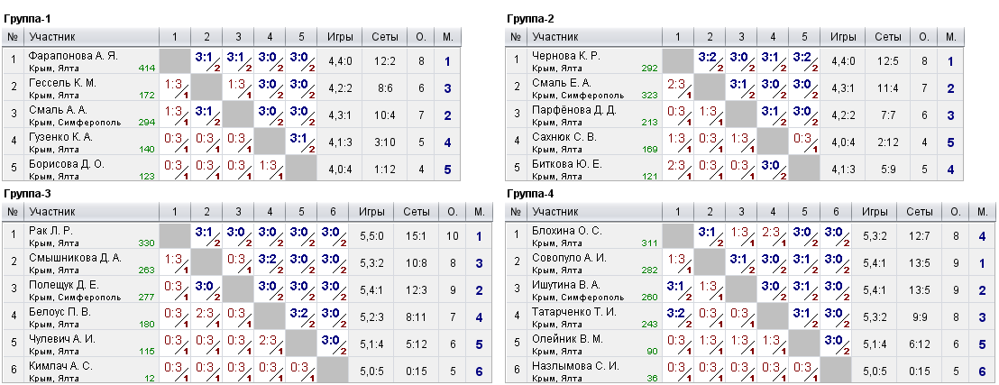 Группа-1
№ Участник 1 2 3 4 5 Игры Сеты О. М.
1 Фарапонова А. Я. Крым, Ялта 414 3:1/2 3:1/2 3:0/2 3:0/2 4,4:0 12:2 8 1
2 Гессель К. М. Крым, Ялта 172 1:3/1 1:3/1 3:0/2 3:0/2 4,2:2 8:6 6 3
3 Смаль А. А. Крым, Симферополь 294 1:3/1 3:1/2 3:0/2 3:0/2 4,3:1 10:4 7 2
4 Гузенко К. А. Крым, Ялта 140 0:3/1 0:3/1 0:3/1 3:1/2 4,1:3 3:10 5 4
5 Борисова Д. О. Крым, Ялта 123 0:3/1 0:3/1 0:3/1 1:3/1 4,0:4 1:12 4 5
Группа-2
№ Участник 1 2 3 4 5 Игры Сеты О. М.
1 Чернова К. Р. Крым, Ялта 292 3:2/2 3:0/2 3:1/2 3:2/2 4,4:0 12:5 8 1
2 Смаль Е. А. Крым, Симферополь 323 2:3/1 3:1/2 3:0/2 3:0/2 4,3:1 11:4 7 2
3 Парфёнова Д. Д. Крым, Ялта 213 0:3/1 1:3/1 3:1/2 3:0/2 4,2:2 7:7 6 3
4 Сахнюк С. В. Крым, Ялта 169 1:3/1 0:3/1 1:3/1 0:3/1 4,0:4 2:12 4 5
5 Биткова Ю. Е. Крым, Ялта 121 2:3/1 0:3/1 0:3/1 3:0/2 4,1:3 5:9 5 4
Группа-3
№ Участник 1 2 3 4 5 6 Игры Сеты О. М.
1 Рак Л. Р. Крым, Ялта 330 3:1/2 3:0/2 3:0/2 3:0/2 3:0/2 5,5:0 15:1 10 1
2 Смышникова Д. А. Крым, Ялта 263 1:3/1 0:3/1 3:2/2 3:0/2 3:0/2 5,3:2 10:8 8 3
3 Полещук Д. Е. Крым, Симферополь 277 0:3/1 3:0/2 3:0/2 3:0/2 3:0/2 5,4:1 12:3 9 2
4 Белоус П. В. Крым, Ялта 180 0:3/1 2:3/1 0:3/1 3:2/2 3:0/2 5,2:3 8:11 7 4
5 Чулевич А. И. Крым, Ялта 115 0:3/1 0:3/1 0:3/1 2:3/1 3:0/2 5,1:4 5:12 6 5
6 Кимлач А. С. Крым, Ялта 12 0:3/1 0:3/1 0:3/1 0:3/1 0:3/1 5,0:5 0:15 5 6
Группа-4
№ Участник 1 2 3 4 5 6 Игры Сеты О. М.
1 Блохина О. С. Крым, Ялта 311 3:1/2 1:3/1 2:3/1 3:0/2 3:0/2 5,3:2 12:7 8 4
2 Совопуло А. И. Крым, Ялта 282 1:3/1 3:1/2 3:0/2 3:1/2 3:0/2 5,4:1 13:5 9 1
3 Ишутина В. А. Крым, Симферополь 260 3:1/2 1:3/1 3:0/2 3:1/2 3:0/2 5,4:1 13:5 9 2
4 Татарченко Т. И. Крым, Ялта 243 3:2/2 0:3/1 0:3/1 3:1/2 3:0/2 5,3:2 9:9 8 3
5 Олейник В. М. Крым, Ялта 90 0:3/1 1:3/1 1:3/1 1:3/1 3:0/2 5,1:4 6:12 6 5
6 Назлымова С. И. Крым, Ялта 36 0:3/1 0:3/1 0:3/1 0:3/1 0:3/1 5,0:5 0:15 5 6